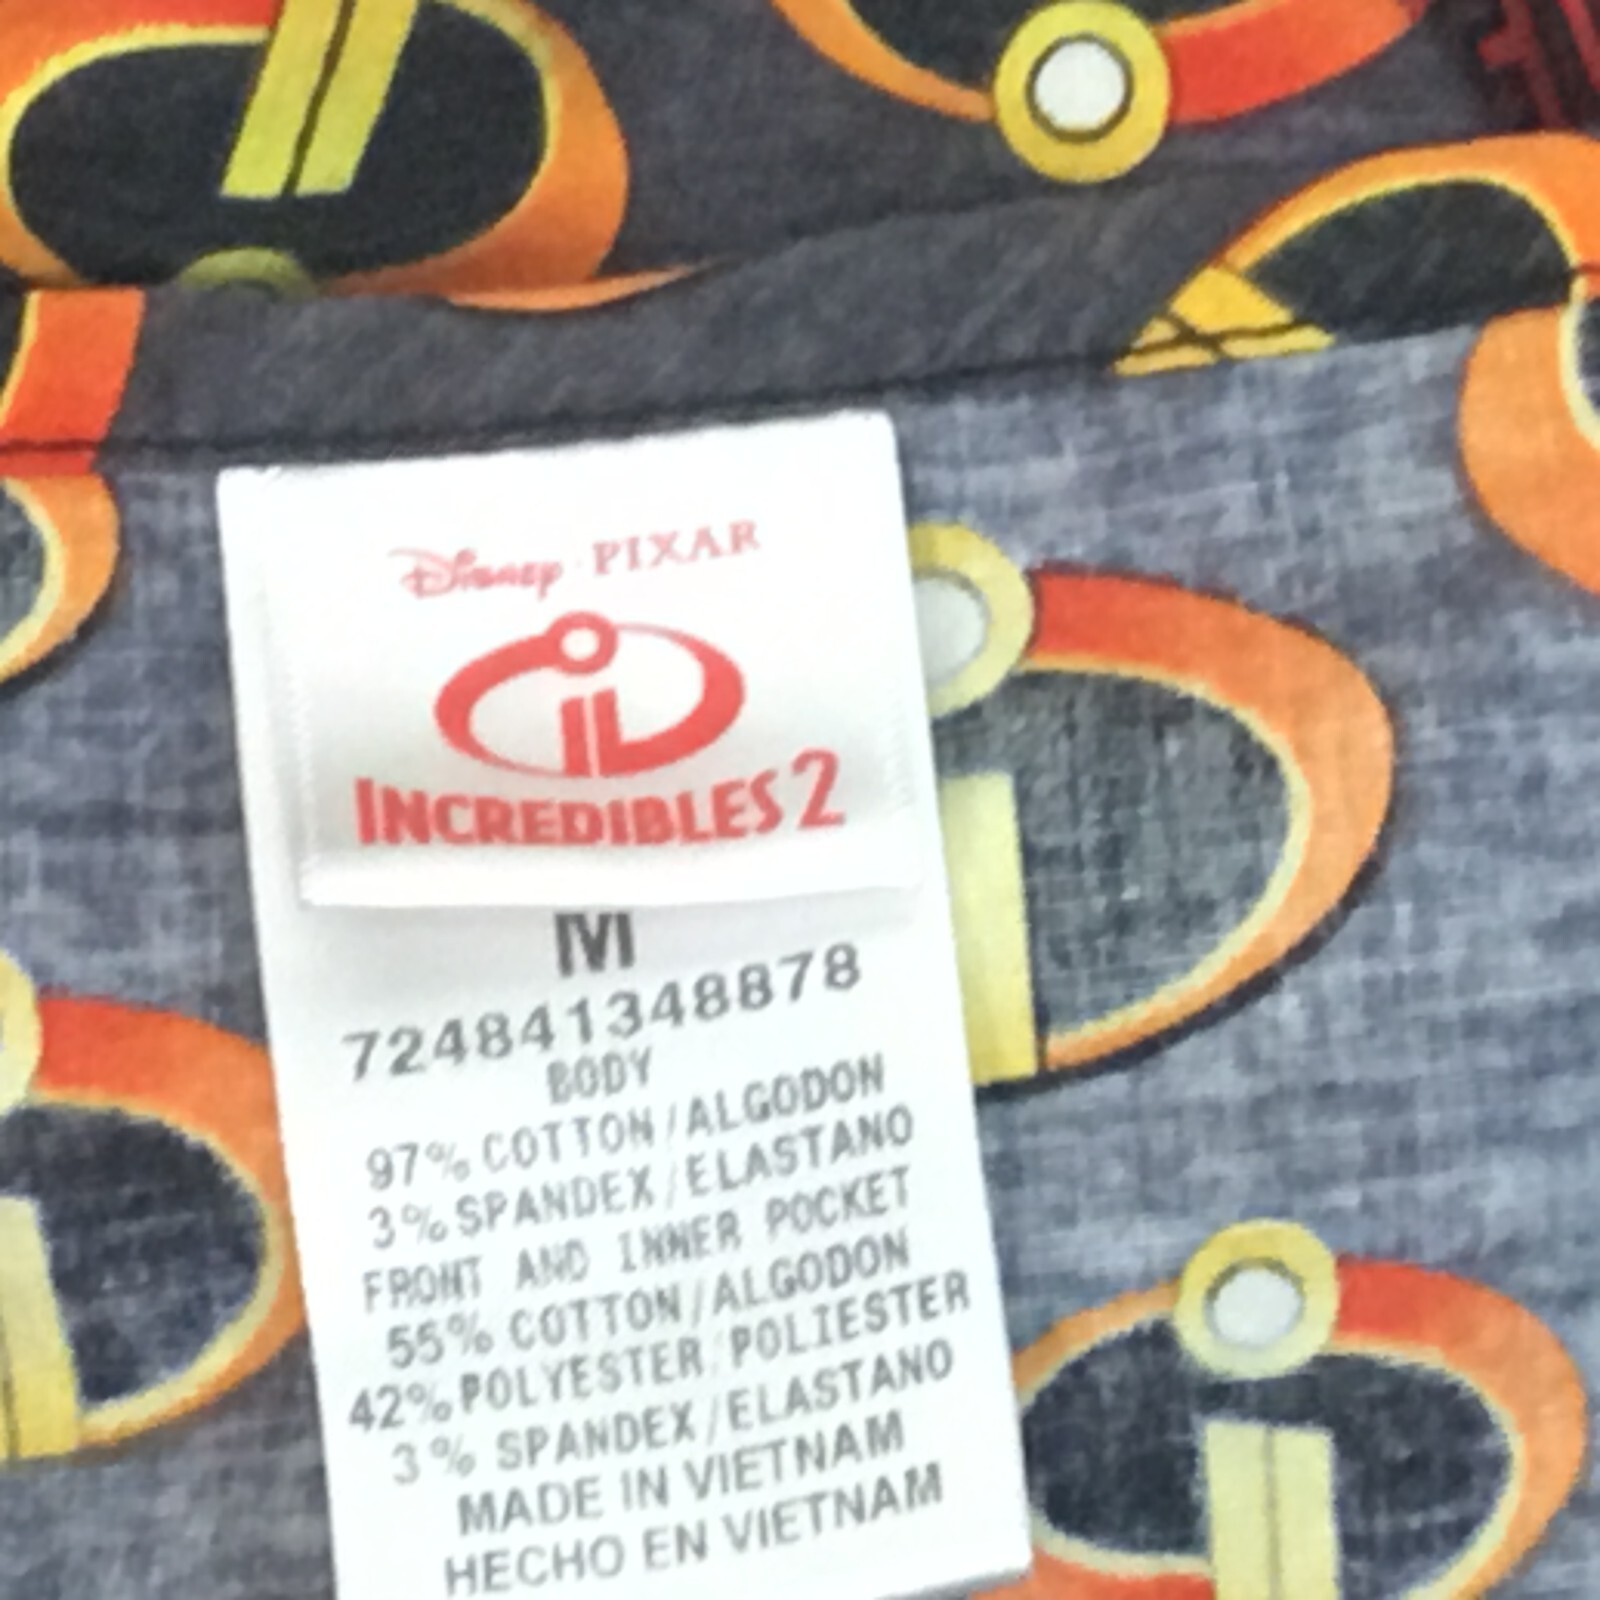 Disney · PIXAR
INCREDIBLES 2
M
724841348878
BODY
97% COTTON/ALGODON
3% SPANDEX/ELASTANO
FRONT AND INNER POCKET
55% COTTON/ALGODON
42% POLYESTER/POLIESTER
3% SPANDEX/ELASTANO
MADE IN VIETNAM
HECHO EN VIETNAM